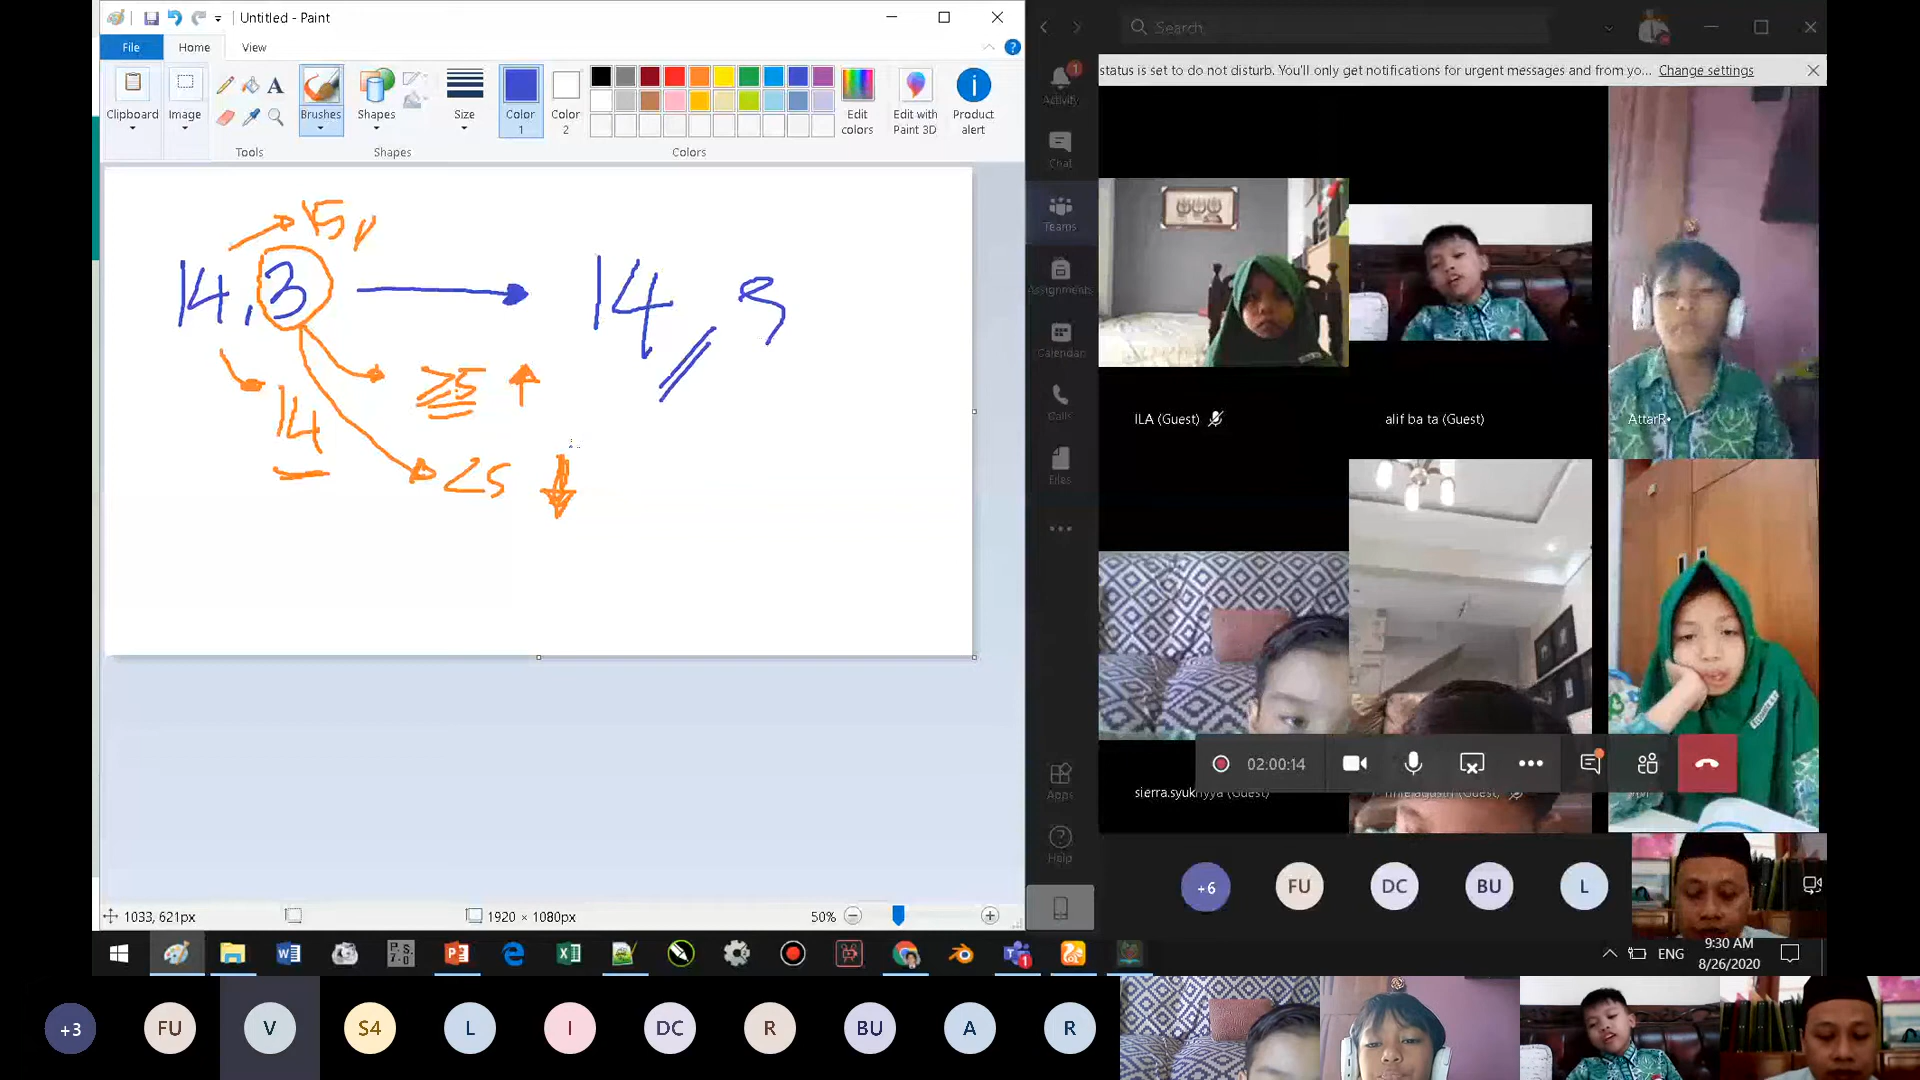 Untitled - Paint
File Home View
Clipboard
Image
Tools
Brushes
Shapes
Shapes
Size
Color 1
Color 2
Edit colors
Edit with Paint 3D
Product alert
Colors
15
14,3
14,
≥5
14
<5
1033, 621px
1920 × 1080px
50%
Search
status is set to do not disturb. You'll only get notifications for urgent messages and from yo... Change settings
1
Activity
Chat
Teams
Assignments
Calendar
Calls
Files
Apps
Help
ILA (Guest)
alif ba ta (Guest)
AttarR•
02:00:14
+6
FU
DC
BU
L
P.S. 7.0
ENG
9:30 AM
8/26/2020
+3
FU
V
S4
L
I
DC
R
BU
A
R